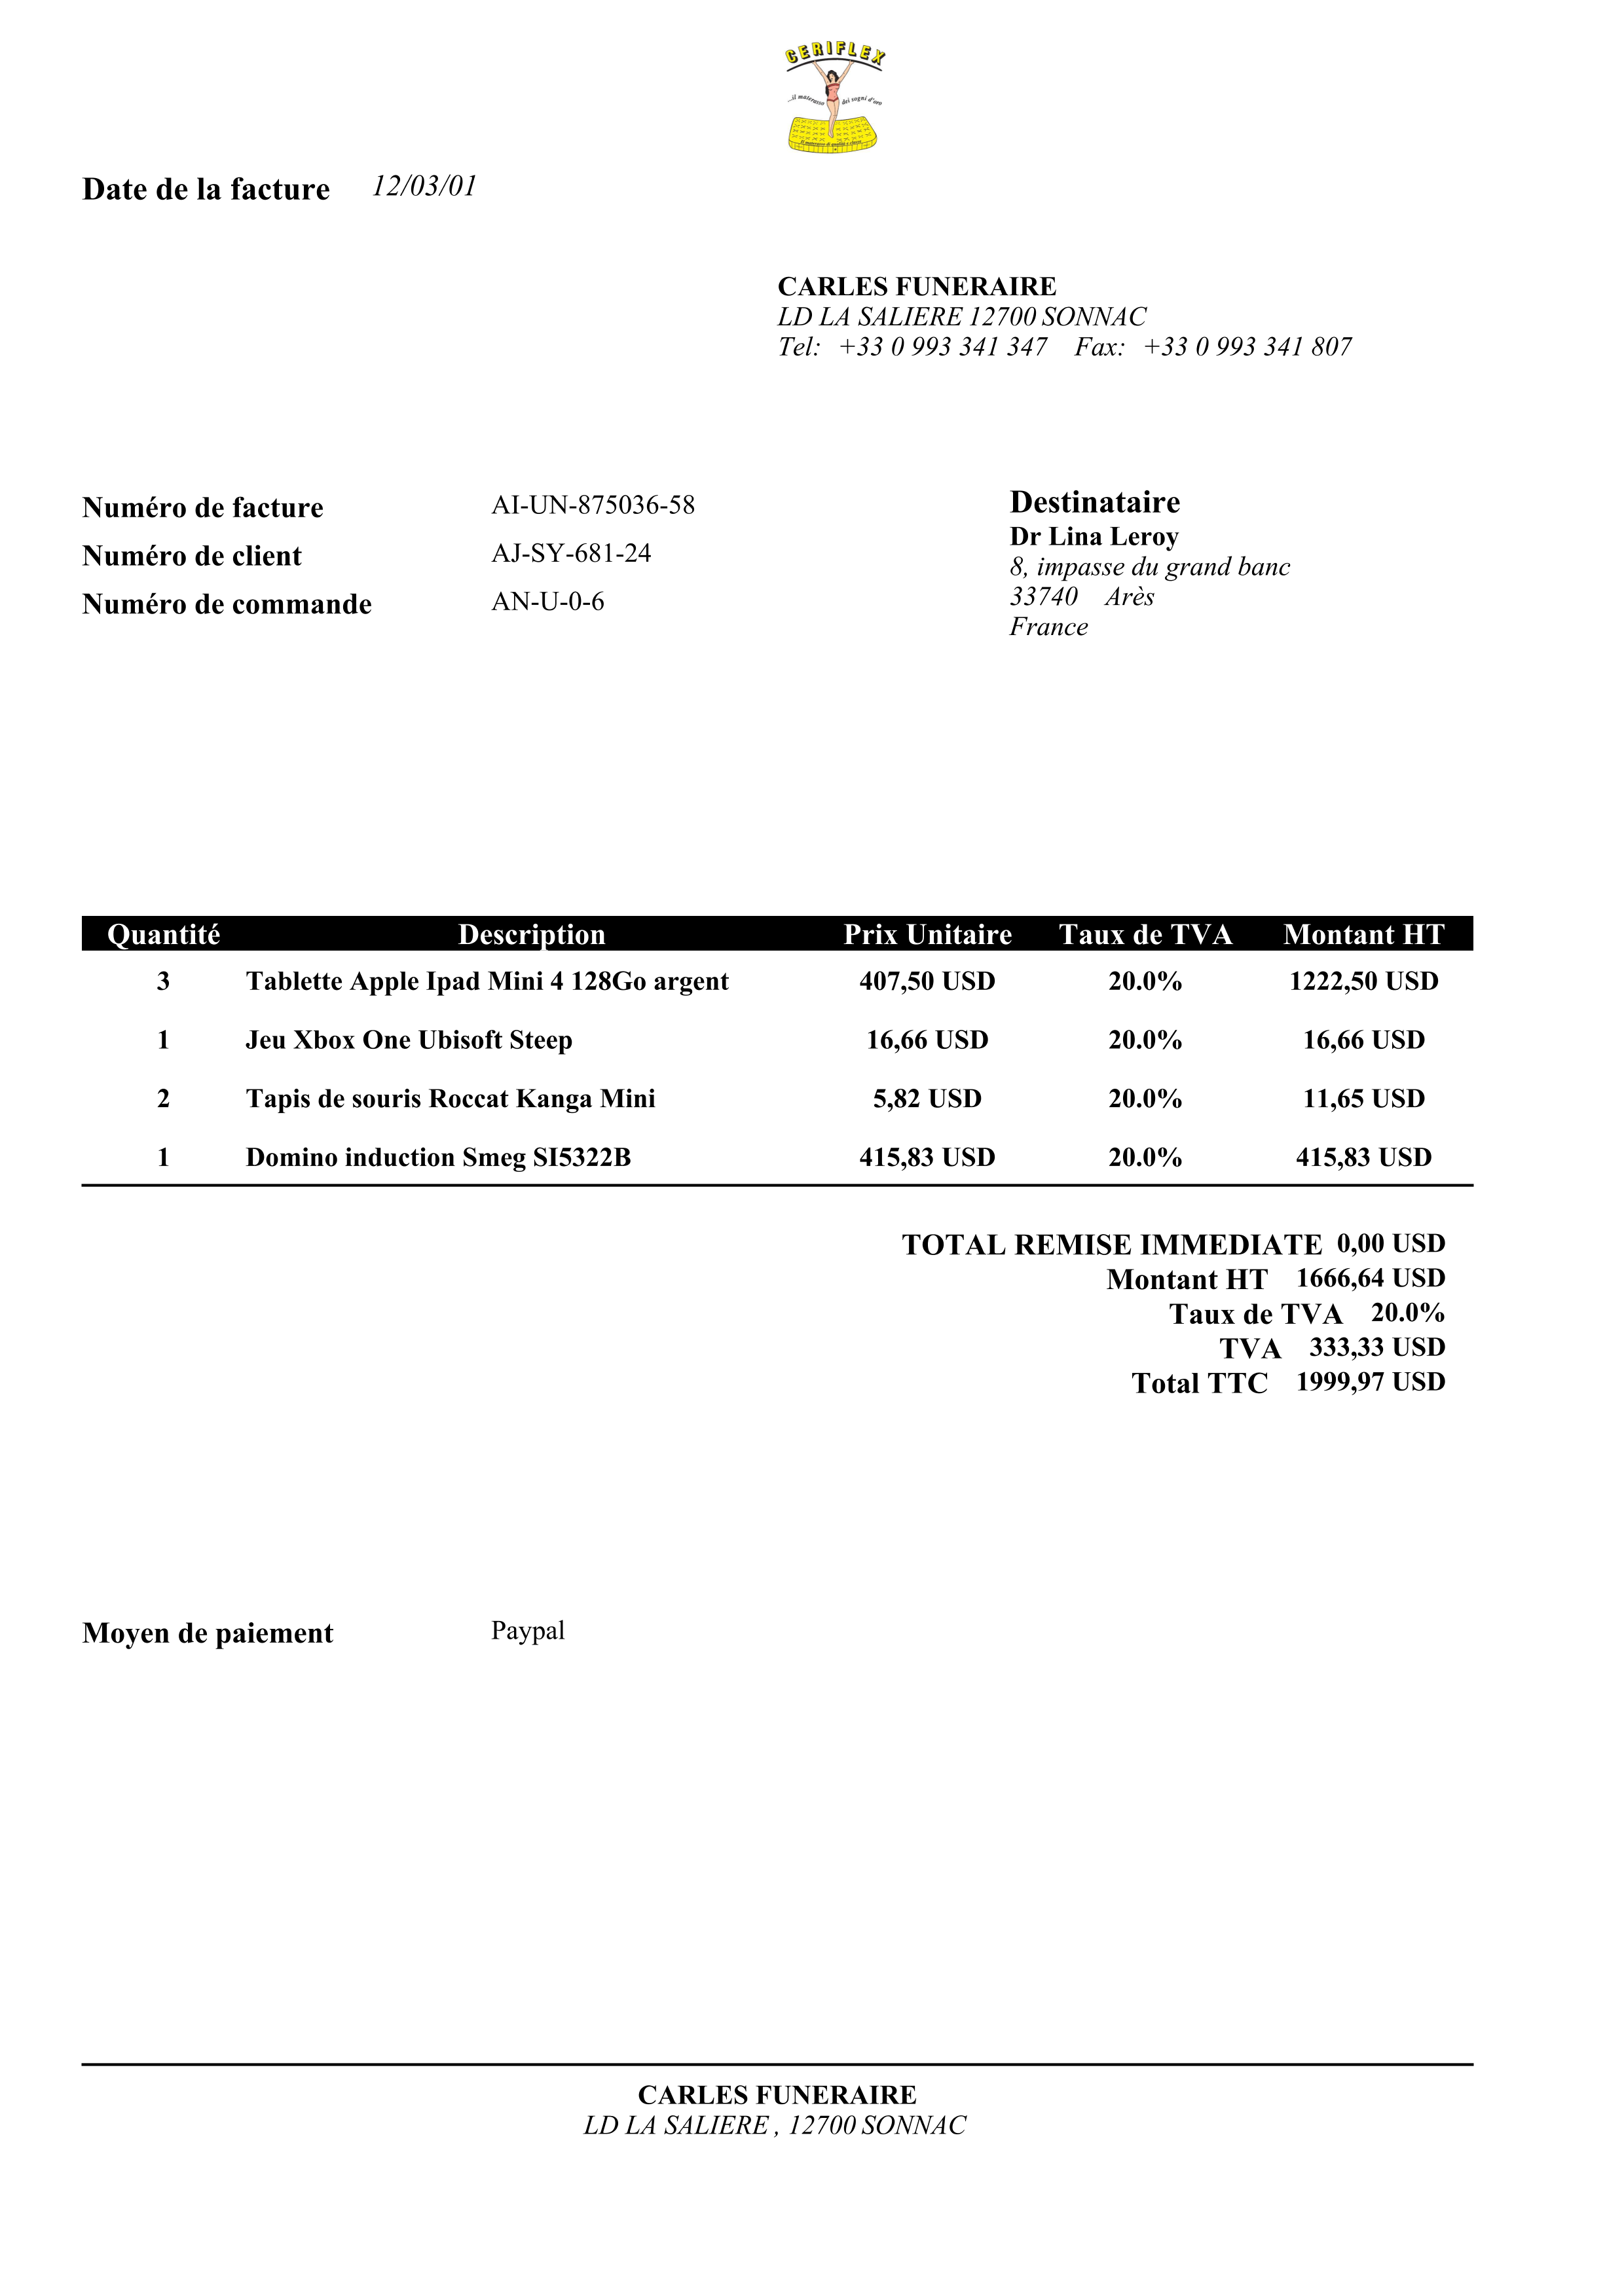 CERIFLEX
...il materasso dei sogni d'oro
Date de la facture 12/03/01
CARLES FUNERAIRE
LD LA SALIERE 12700 SONNAC
Tel: +33 0 993 341 347 Fax: +33 0 993 341 807
Numéro de facture AI-UN-875036-58
Numéro de client AJ-SY-681-24
Numéro de commande AN-U-0-6
Destinataire
Dr Lina Leroy
8, impasse du grand banc
33740 Arès
France
Quantité Description Prix Unitaire Taux de TVA Montant HT
3 Tablette Apple Ipad Mini 4 128Go argent 407,50 USD 20.0% 1222,50 USD
1 Jeu Xbox One Ubisoft Steep 16,66 USD 20.0% 16,66 USD
2 Tapis de souris Roccat Kanga Mini 5,82 USD 20.0% 11,65 USD
1 Domino induction Smeg SI5322B 415,83 USD 20.0% 415,83 USD
TOTAL REMISE IMMEDIATE 0,00 USD
Montant HT 1666,64 USD
Taux de TVA 20.0%
TVA 333,33 USD
Total TTC 1999,97 USD
Moyen de paiement Paypal
CARLES FUNERAIRE
LD LA SALIERE , 12700 SONNAC